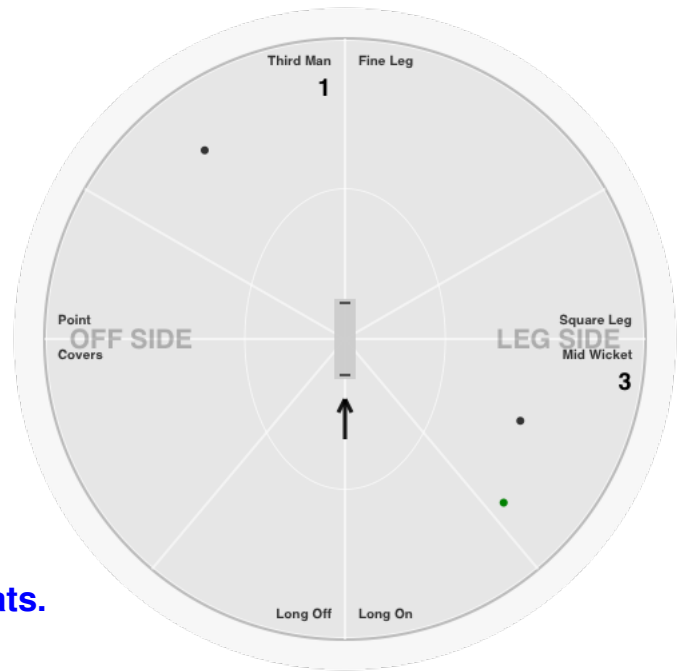 Third Man
Fine Leg
1
Point
Square Leg
OFF SIDE
LEG SIDE
Covers
Mid Wicket
3
ats.
Long Off
Long On